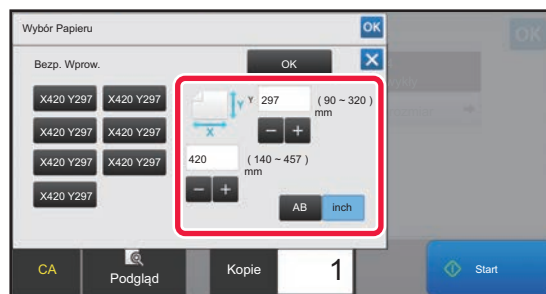 Wybór Papieru
OK
OK
Bezp. Wprow.
OK
X420 Y297
X420 Y297
X420 Y297
X420 Y297
X420 Y297
X420 Y297
X420 Y297
Y
Y
297
( 90 ~ 320 )
mm
X
420
( 140 ~ 457 )
mm
AB
inch
CA
Podgląd
Kopie
1
Start